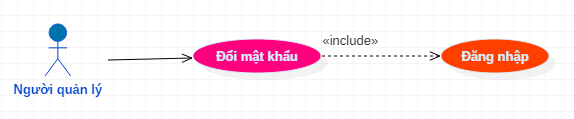 «include»
Đổi mật khẩu
Đăng nhập
Người quản lý